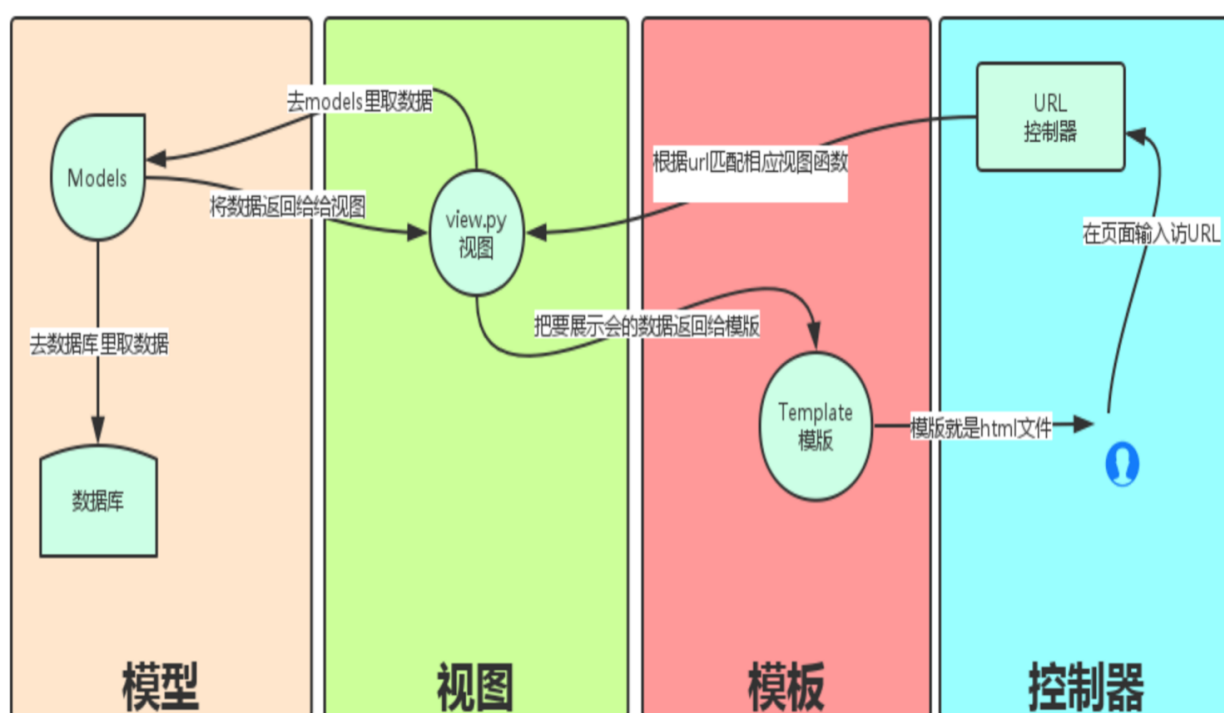 去models里取数据
URL
控制器
Models
根据url匹配相应视图函数
将数据返回给给视图
view.py
视图
在页面输入访URL
去数据库里取数据
把要展示会的数据返回给模版
Template
模版
模版就是html文件
数据库
模型
视图
模板
控制器